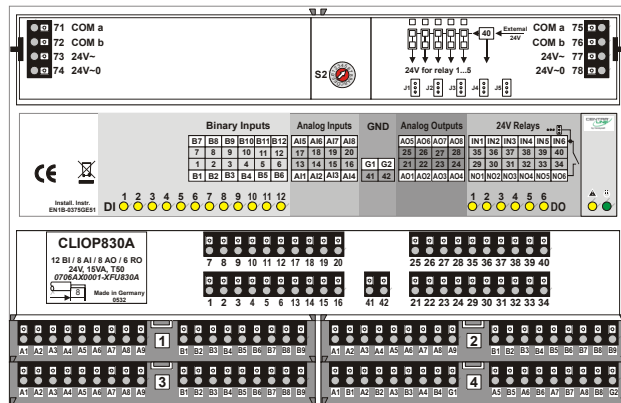 71 COM a
72 COM b
73 24V~
74 24V~0
S2
40
External 24V
24V for relay 1...5
J1 J2 J3 J4 J5
COM a 75
COM b 76
24V~ 77
24V~0 78
Binary Inputs Analog Inputs GND Analog Outputs 24V Relays
B7 B8 B9 B10 B11 B12 AI5 AI6 AI7 AI8 AO5 AO6 AO7 AO8 IN1 IN2 IN3 IN4 IN5 IN6
7 8 9 10 11 12 17 18 19 20 25 26 27 28 35 36 37 38 39 40
1 2 3 4 5 6 13 14 15 16 G1 G2 21 22 23 24 29 30 31 32 33 34
B1 B2 B3 B4 B5 B6 AI1 AI2 AI3 AI4 41 42 AO1 AO2 AO3 AO4 NO1 NO2 NO3 NO4 NO5 NO6
CE
Install. Instr.
EN1B-0375GE51
DI 1 2 3 4 5 6 7 8 9 10 11 12
1 2 3 4 5 6 DO
CLIOP830A
12 BI / 8 AI / 8 AO / 6 RO
24V, 15VA, T50
0706AX0001-XFU830A
8
Made in Germany
0532
7 8 9 10 11 12 17 18 19 20
25 26 27 28 35 36 37 38 39 40
1 2 3 4 5 6 13 14 15 16
41 42
21 22 23 24 29 30 31 32 33 34
A1 A2 A3 A4 A5 A6 A7 A8 A9 1 B1 B2 B3 B4 B5 B6 B7 B8 B9
A1 A2 A3 A4 A5 A6 A7 A8 A9 2 B1 B2 B3 B4 B5 B6 B7 B8 B9
A1 A2 A3 A4 A5 A6 A7 A8 A9 3 B1 B2 B3 B4 B5 B6 B7 B8 B9
A1 A2 A3 A4 B1 B2 B3 B4 G1 4 A5 A6 A7 A8 B5 B6 B7 B8 G2